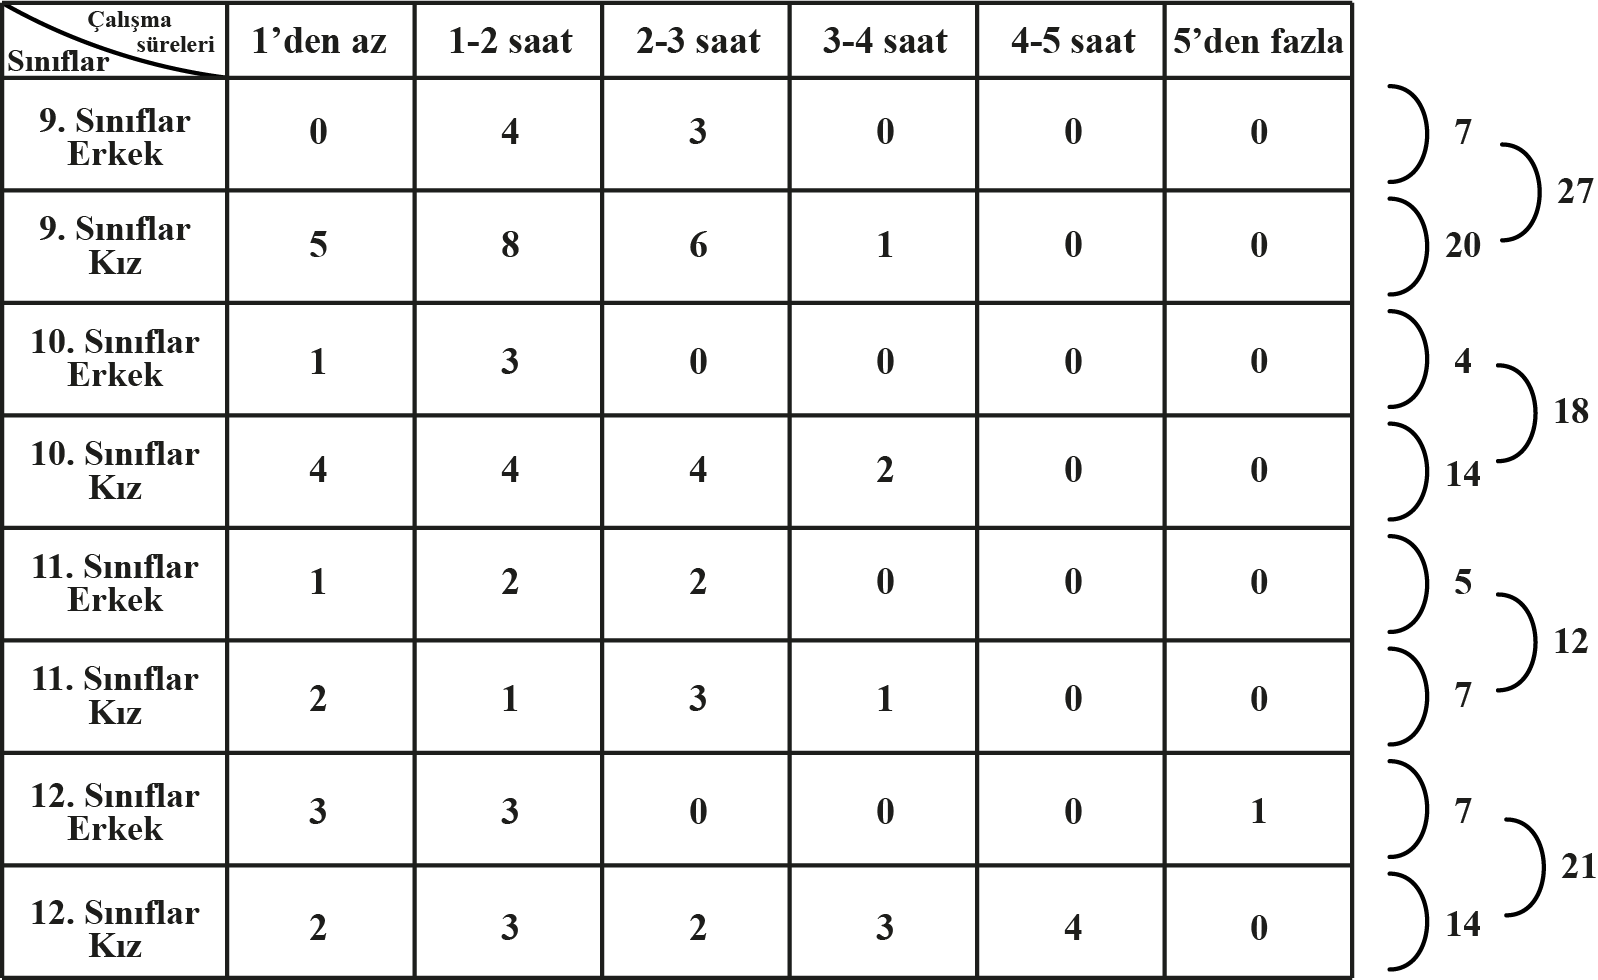 Çalışma
süreleri
Sınıflar
1’den az 1-2 saat 2-3 saat 3-4 saat 4-5 saat 5’den fazla
9. Sınıflar
Erkek
0 4 3 0 0 0 7
27
9. Sınıflar
Kız
5 8 6 1 0 0 20
10. Sınıflar
Erkek
1 3 0 0 0 0 4
18
10. Sınıflar
Kız
4 4 4 2 0 0 14
11. Sınıflar
Erkek
1 2 2 0 0 0 5
12
11. Sınıflar
Kız
2 1 3 1 0 0 7
12. Sınıflar
Erkek
3 3 0 0 0 1 7
21
12. Sınıflar
Kız
2 3 2 3 4 0 14